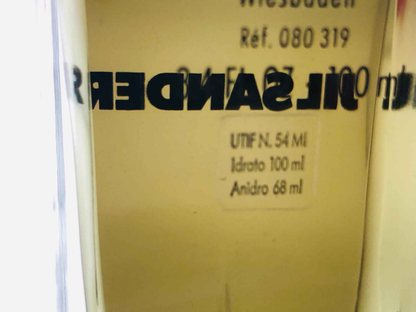 Wiesbaden
Réf. 080 319
JIL SANDER
UTIF N. 54 MI
Idrato 100 ml
Anidro 68 ml